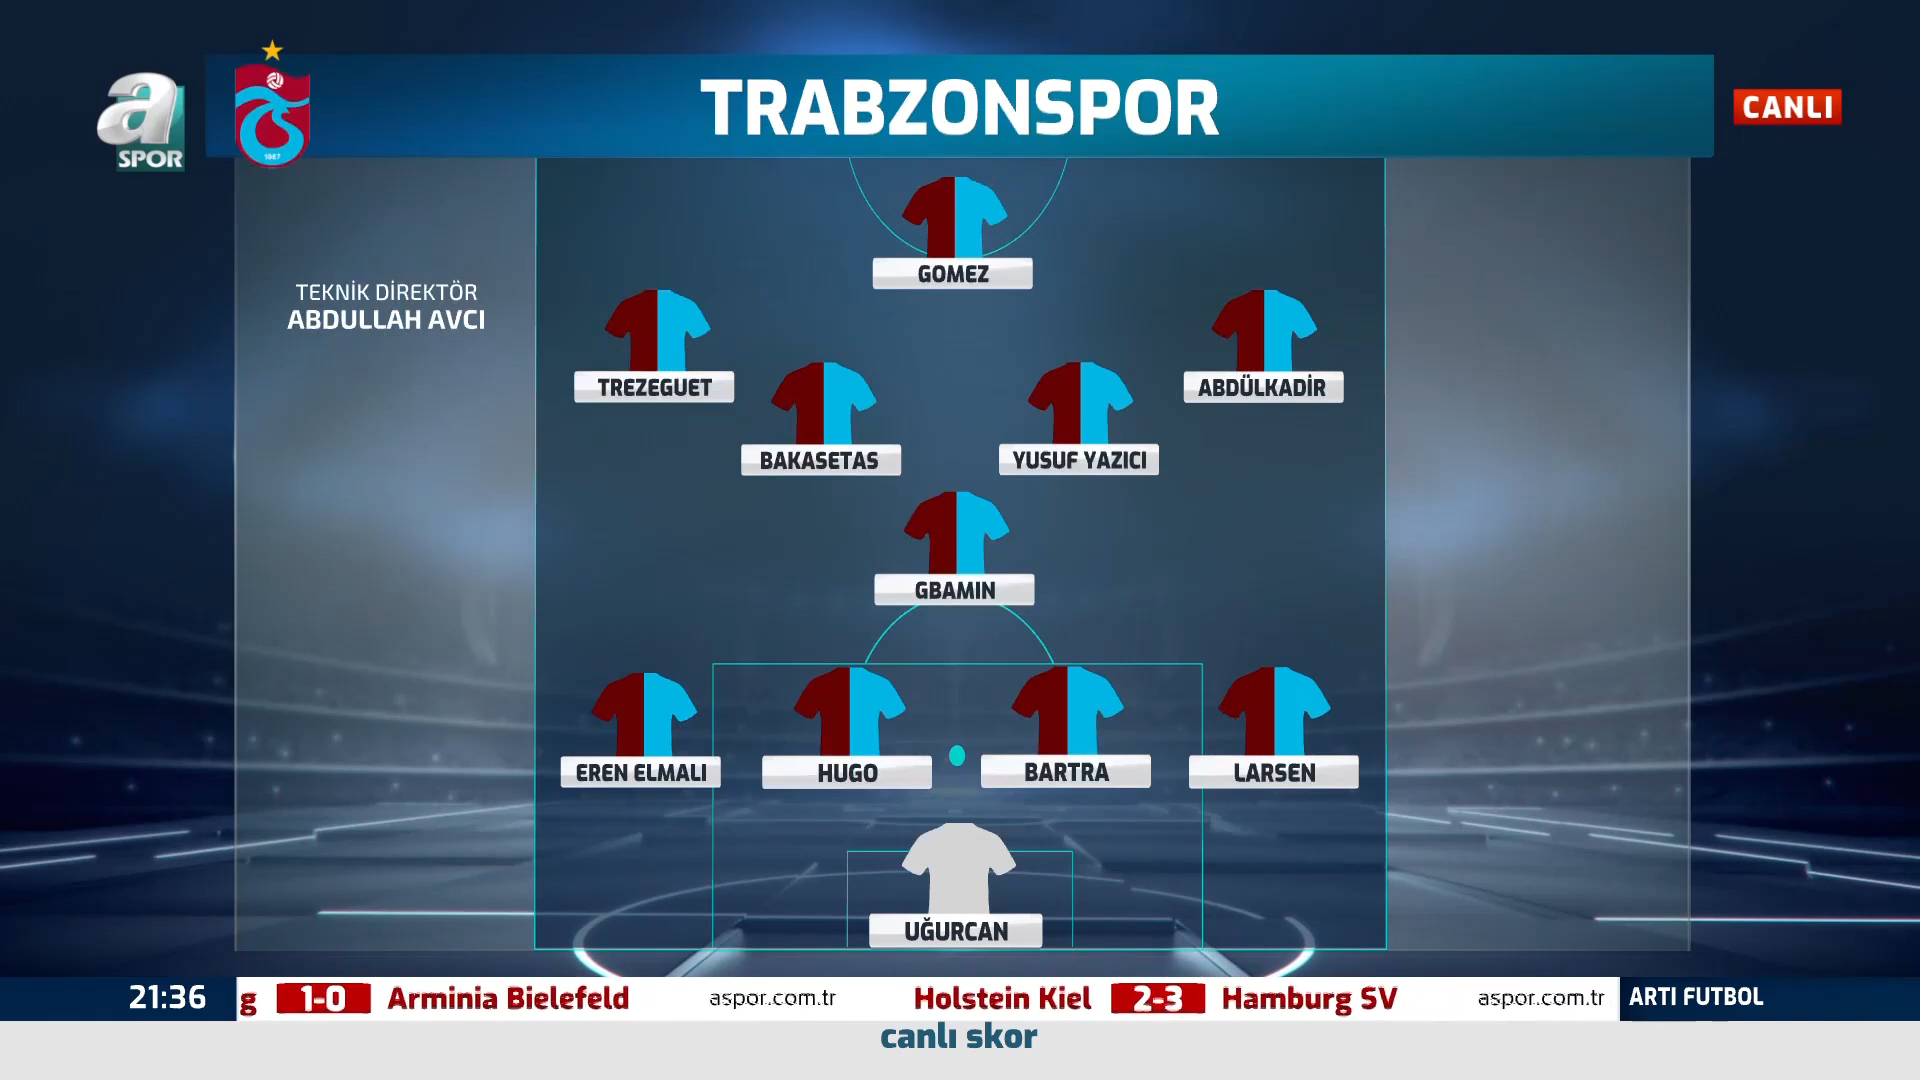 TRABZONSPOR
a
SPOR
1967
CANLI
TEKNİK DİREKTÖR
ABDULLAH AVCI
GOMEZ
TREZEGUET
ABDÜLKADİR
BAKASETAS
YUSUF YAZICI
GBAMIN
EREN ELMALI
HUGO
BARTRA
LARSEN
UĞURCAN
21:36
g 1-0 Arminia Bielefeld aspor.com.tr Holstein Kiel 2-3 Hamburg SV aspor.com.tr
ARTI FUTBOL
canlı skor